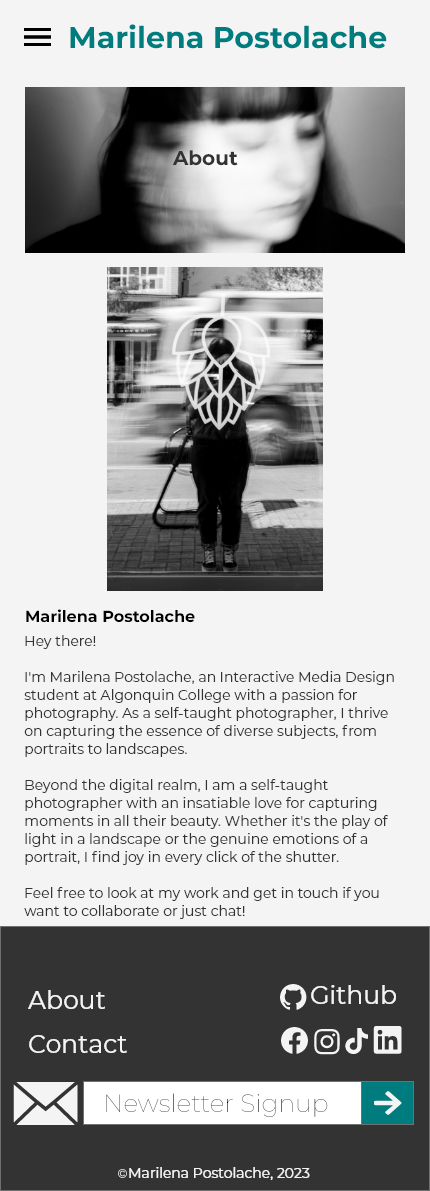 Marilena Postolache
About
Marilena Postolache
Hey there!
I'm Marilena Postolache, an Interactive Media Design
student at Algonquin College with a passion for
photography. As a self-taught photographer, I thrive
on capturing the essence of diverse subjects, from
portraits to landscapes.
Beyond the digital realm, I am a self-taught
photographer with an insatiable love for capturing
moments in all their beauty. Whether it's the play of
light in a landscape or the genuine emotions of a
portrait, I find joy in every click of the shutter.
Feel free to look at my work and get in touch if you
want to collaborate or just chat!
About
Github
Contact
Newsletter Signup
©Marilena Postolache, 2023